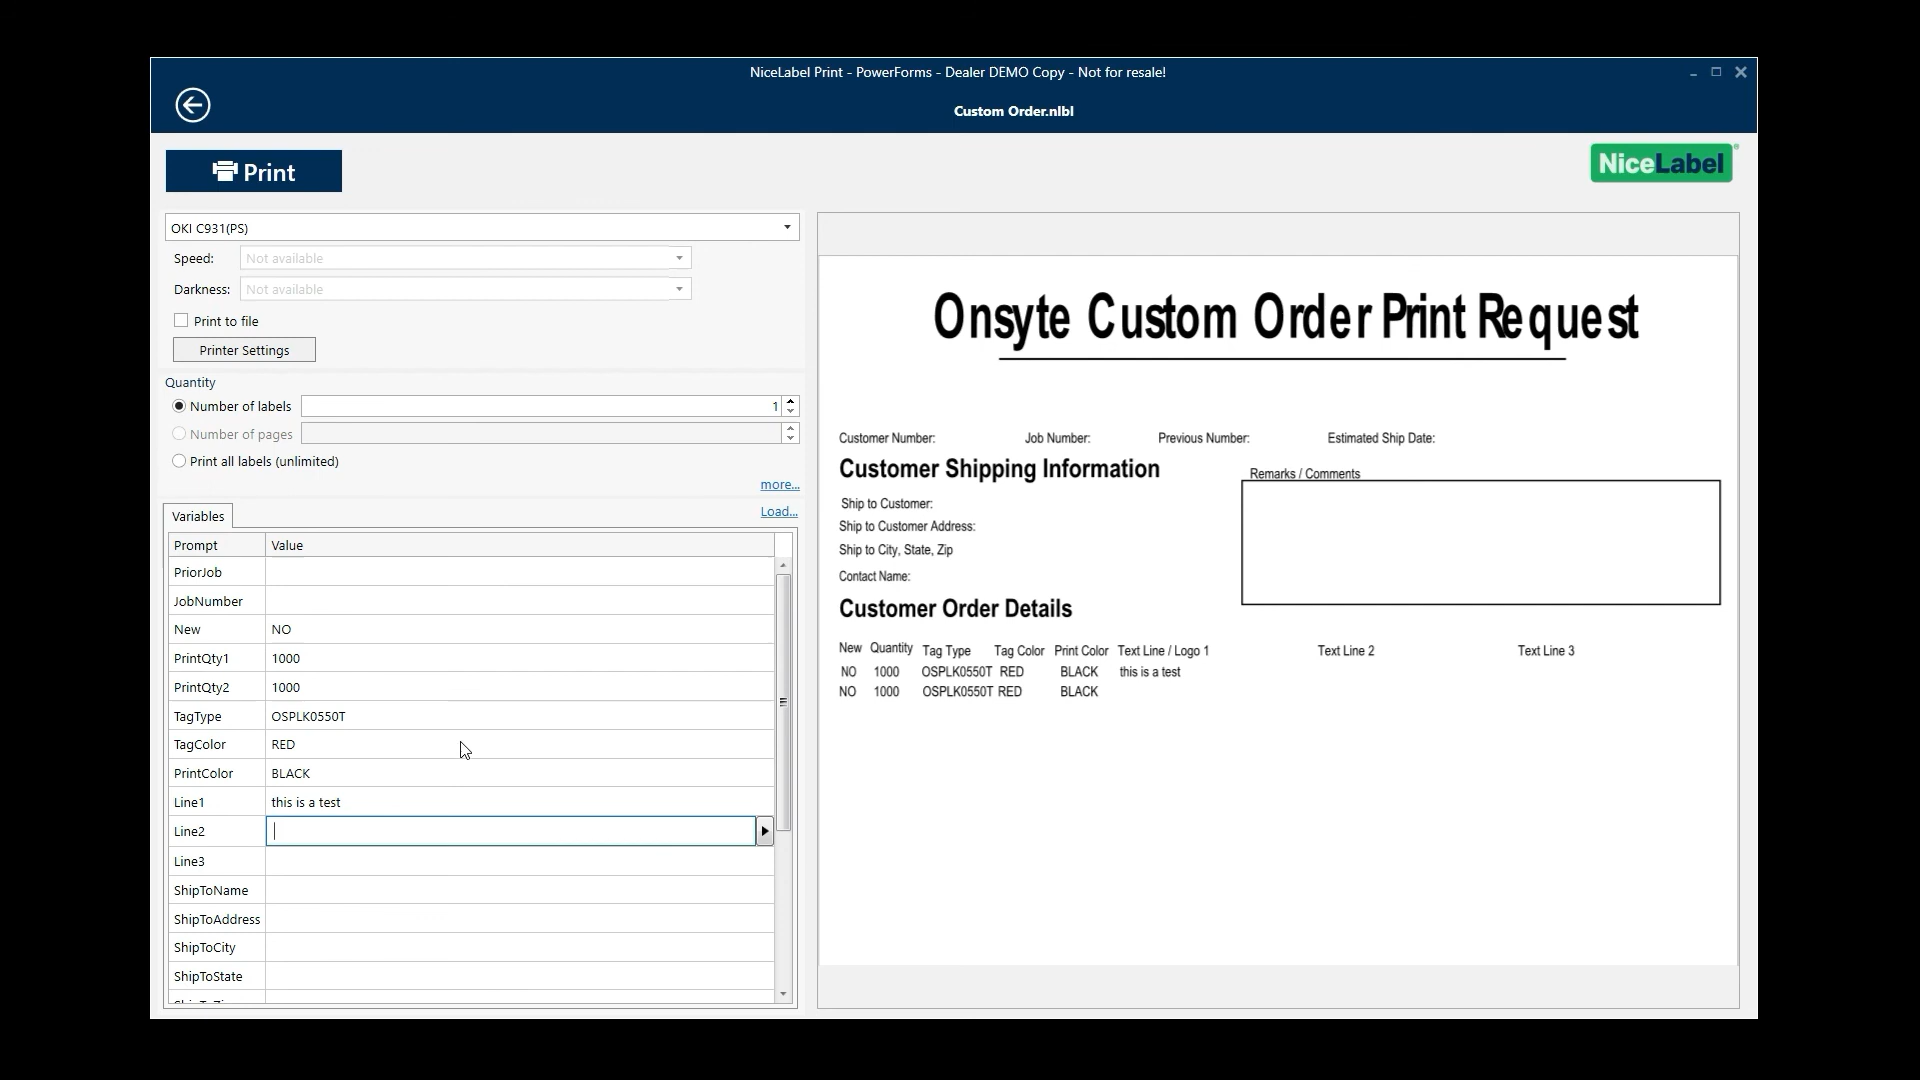 NiceLabel Print - PowerForms - Dealer DEMO Copy - Not for resale!
Custom Order.nlbl
Print
NiceLabel
OKI C931(PS)
Speed: Not available
Darkness: Not available
Print to file
Printer Settings
Quantity
Number of labels 1
Number of pages
Print all labels (unlimited)
more...
Variables
Load...
Prompt Value
PriorJob
JobNumber
New NO
PrintQty1 1000
PrintQty2 1000
TagType OSPLK0550T
TagColor RED
PrintColor BLACK
Line1 this is a test
Line2
Line3
ShipToName
ShipToAddress
ShipToCity
ShipToState
Onsyte Custom Order Print Request
Customer Number: Job Number: Previous Number: Estimated Ship Date:
Customer Shipping Information
Remarks / Comments
Ship to Customer:
Ship to Customer Address:
Ship to City, State, Zip
Contact Name:
Customer Order Details
New Quantity Tag Type Tag Color Print Color Text Line / Logo 1 Text Line 2 Text Line 3
NO 1000 OSPLK0550T RED BLACK this is a test
NO 1000 OSPLK0550T RED BLACK